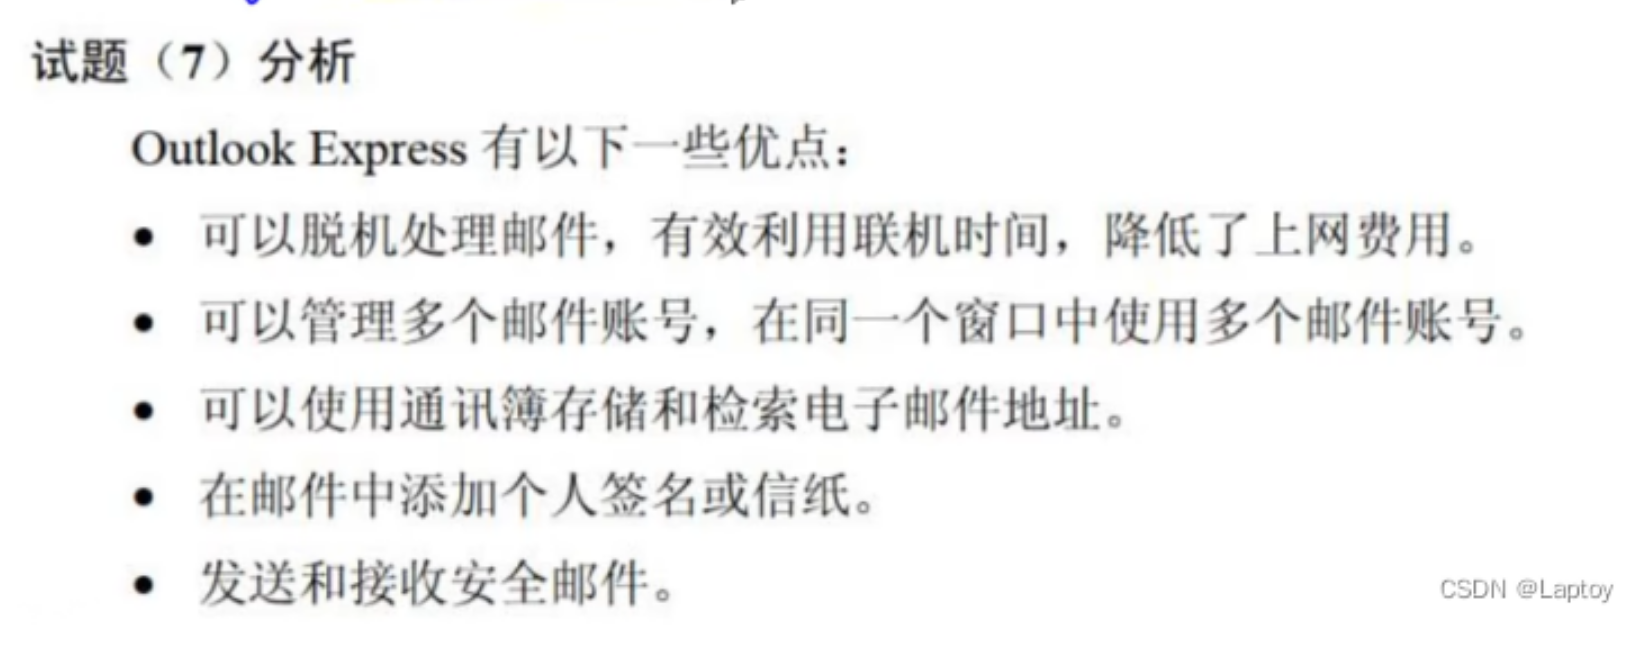 试题（7）分析
Outlook Express 有以下一些优点：
● 可以脱机处理邮件，有效利用联机时间，降低了上网费用。
● 可以管理多个邮件账号，在同一个窗口中使用多个邮件账号。
● 可以使用通讯簿存储和检索电子邮件地址。
● 在邮件中添加个人签名或信纸。
● 发送和接收安全邮件。
CSDN @Laptoy